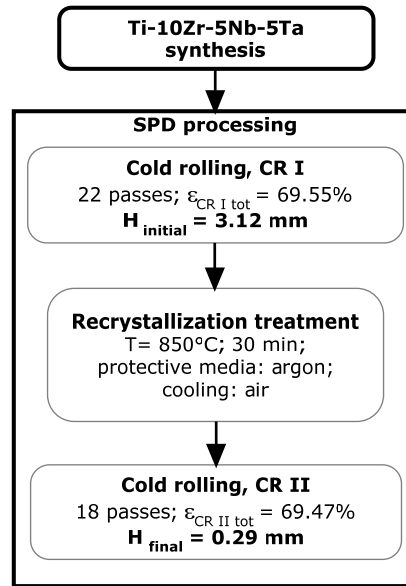 Ti-10Zr-5Nb-5Ta
synthesis
SPD processing
Cold rolling, CR I
22 passes; ε CR I tot = 69.55%
H initial = 3.12 mm
Recrystallization treatment
T= 850°C; 30 min;
protective media: argon;
cooling: air
Cold rolling, CR II
18 passes; ε CR II tot = 69.47%
H final = 0.29 mm